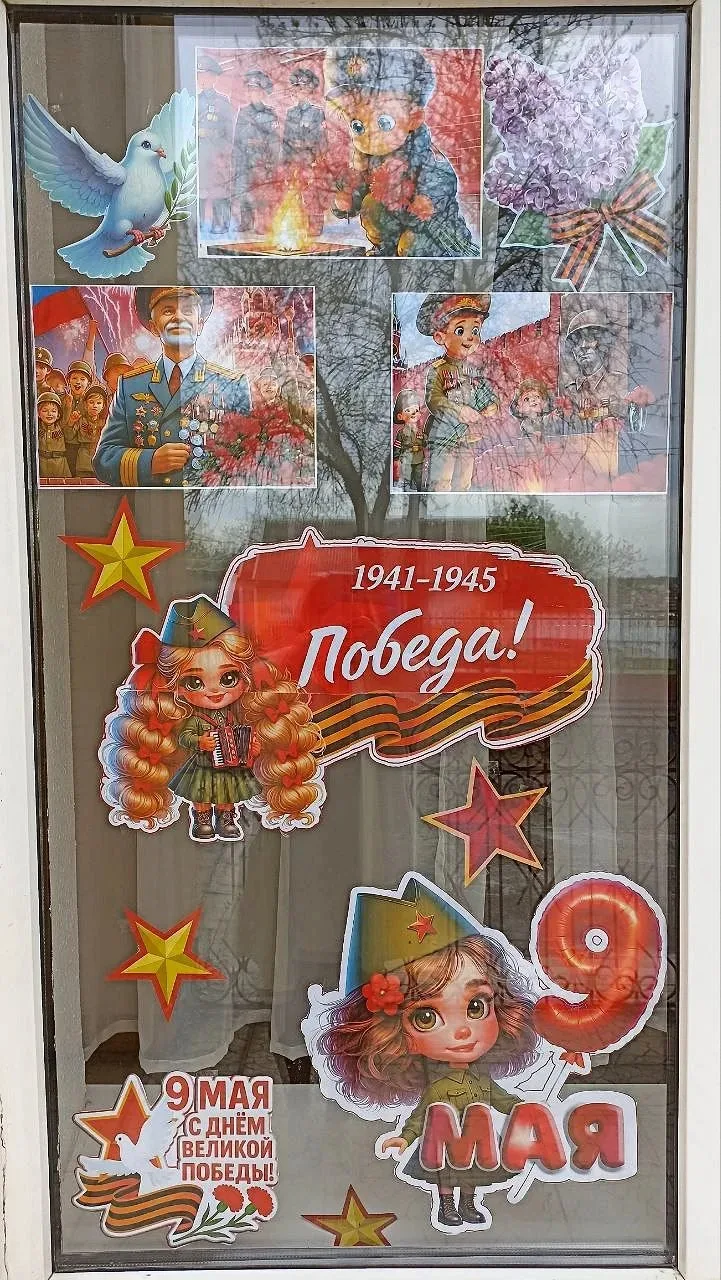 1941-1945
Победа!
9
МАЯ
9 МАЯ
С ДНЁМ
ВЕЛИКОЙ
ПОБЕДЫ!